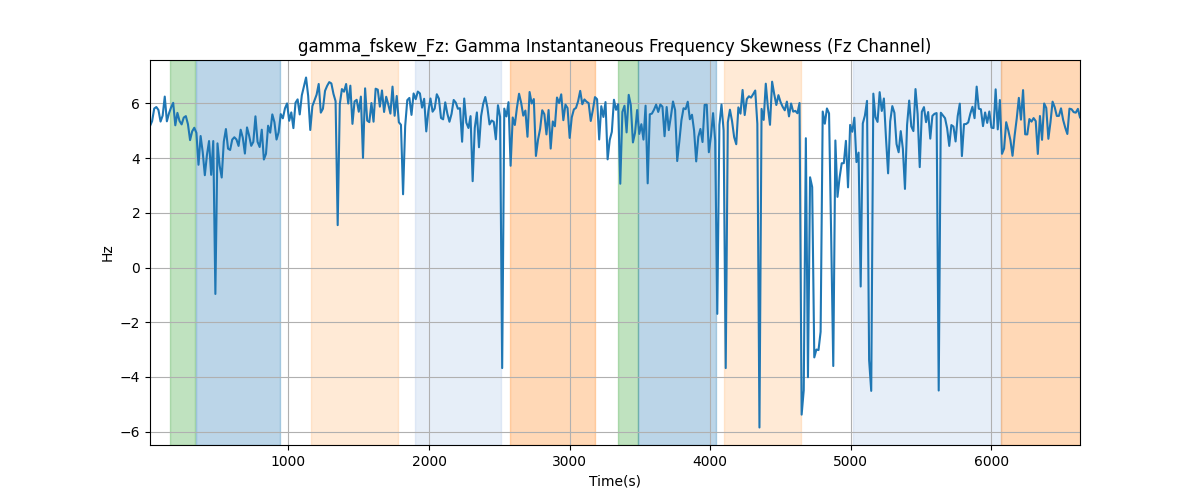 gamma_fskew_Fz: Gamma Instantaneous Frequency Skewness (Fz Channel)
6
4
2
0
−2
−4
−6
Hz
1000 2000 3000 4000 5000 6000
Time(s)